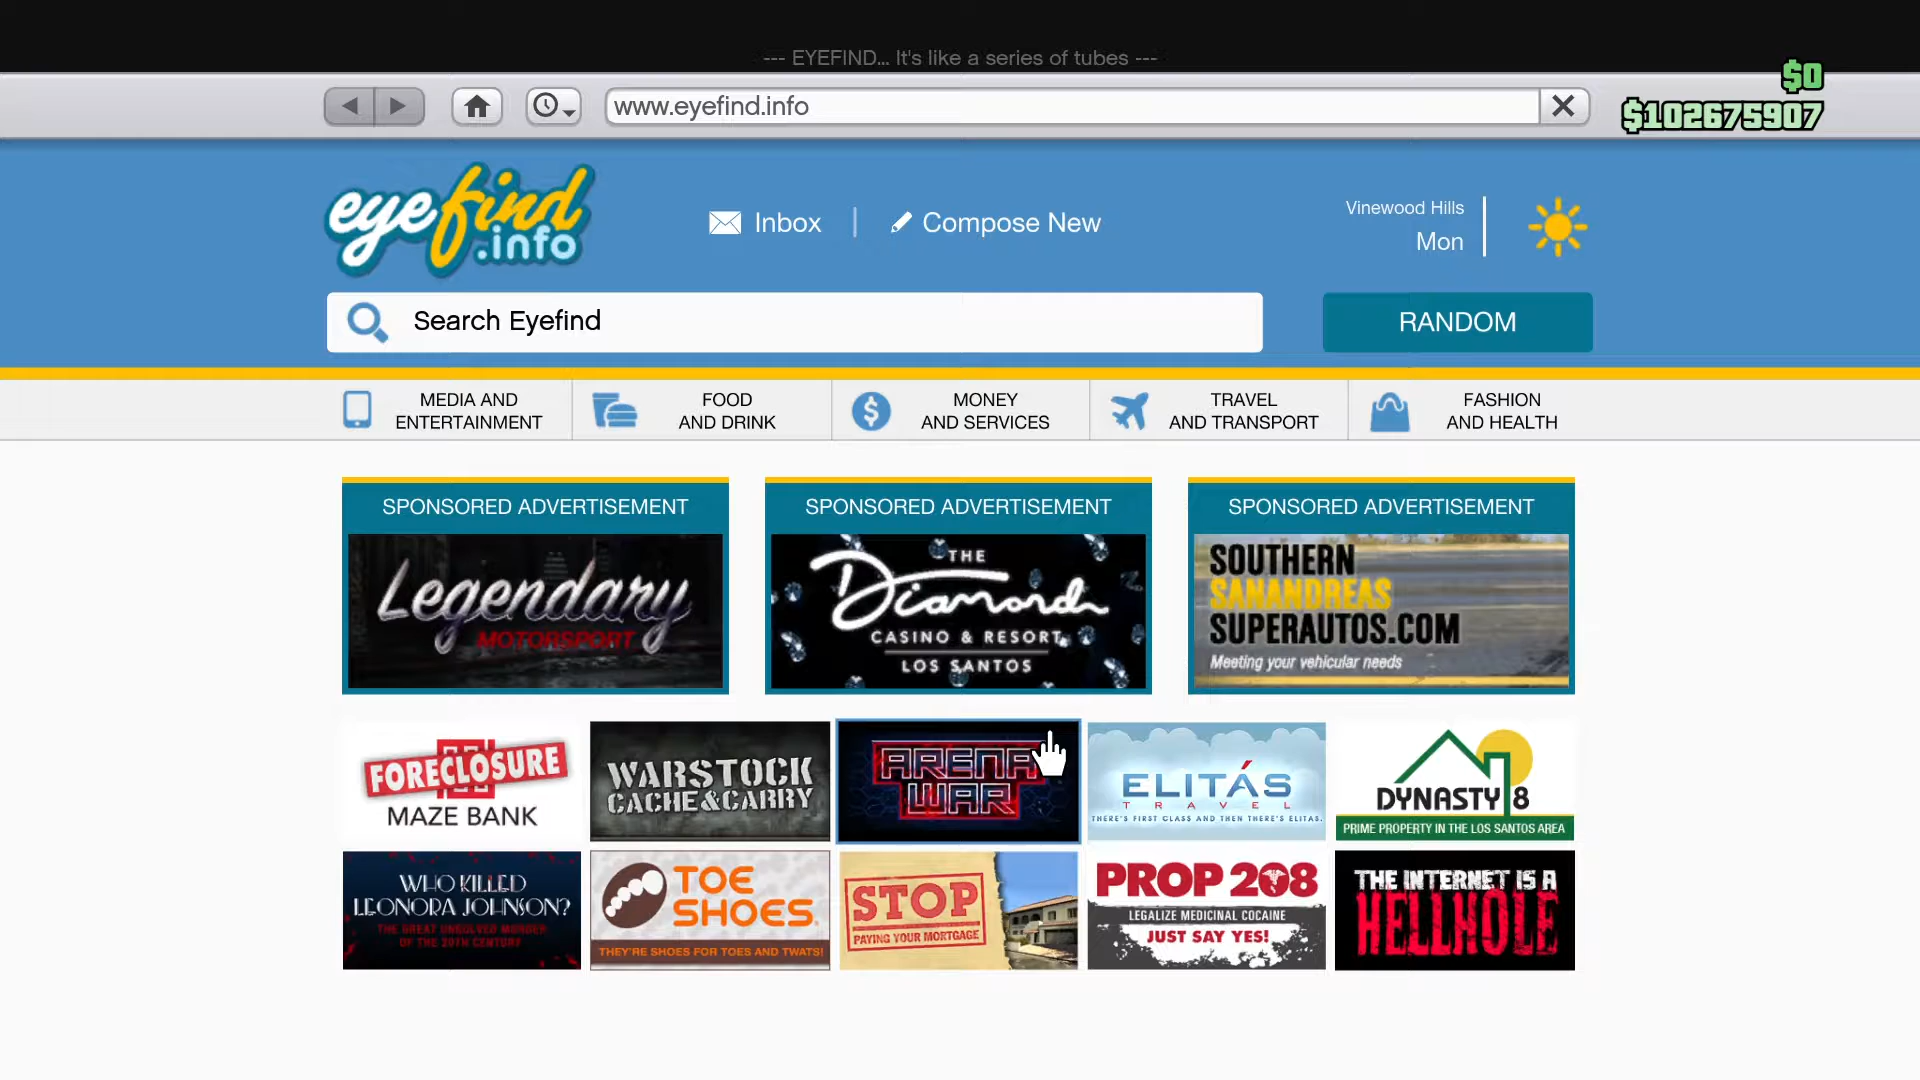 --- EYEFIND... It's like a series of tubes ---
$0
www.eyefind.info
$102675907
eyefind
.info
Inbox
Compose New
Vinewood Hills
Mon
Search Eyefind
RANDOM
MEDIA AND
ENTERTAINMENT
FOOD
AND DRINK
MONEY
AND SERVICES
TRAVEL
AND TRANSPORT
FASHION
AND HEALTH
SPONSORED ADVERTISEMENT
Legendary
MOTORSPORT
SPONSORED ADVERTISEMENT
THE
Diamond
CASINO & RESORT
LOS SANTOS
SPONSORED ADVERTISEMENT
SOUTHERN
SANANDREAS
SUPERAUTOS.COM
Meeting your vehicular needs
FORECLOSURE
MAZE BANK
WARSTOCK
CACHE&CARRY
ARENA
WAR
ELITÁS
TRAVEL
THERE'S FIRST CLASS AND THEN THERE'S ELITAS.
DYNASTY 8
PRIME PROPERTY IN THE LOS SANTOS AREA
WHO KILLED
LEONORA JOHNSON?
THE GREAT UNSOLVED MURDER
OF THE 20TH CENTURY
TOE
SHOES
THEY'RE SHOES FOR TOES AND TWATS!
STOP
PAYING YOUR MORTGAGE
PROP 208
LEGALIZE MEDICINAL COCAINE
JUST SAY YES!
THE INTERNET IS A
HELLHOLE